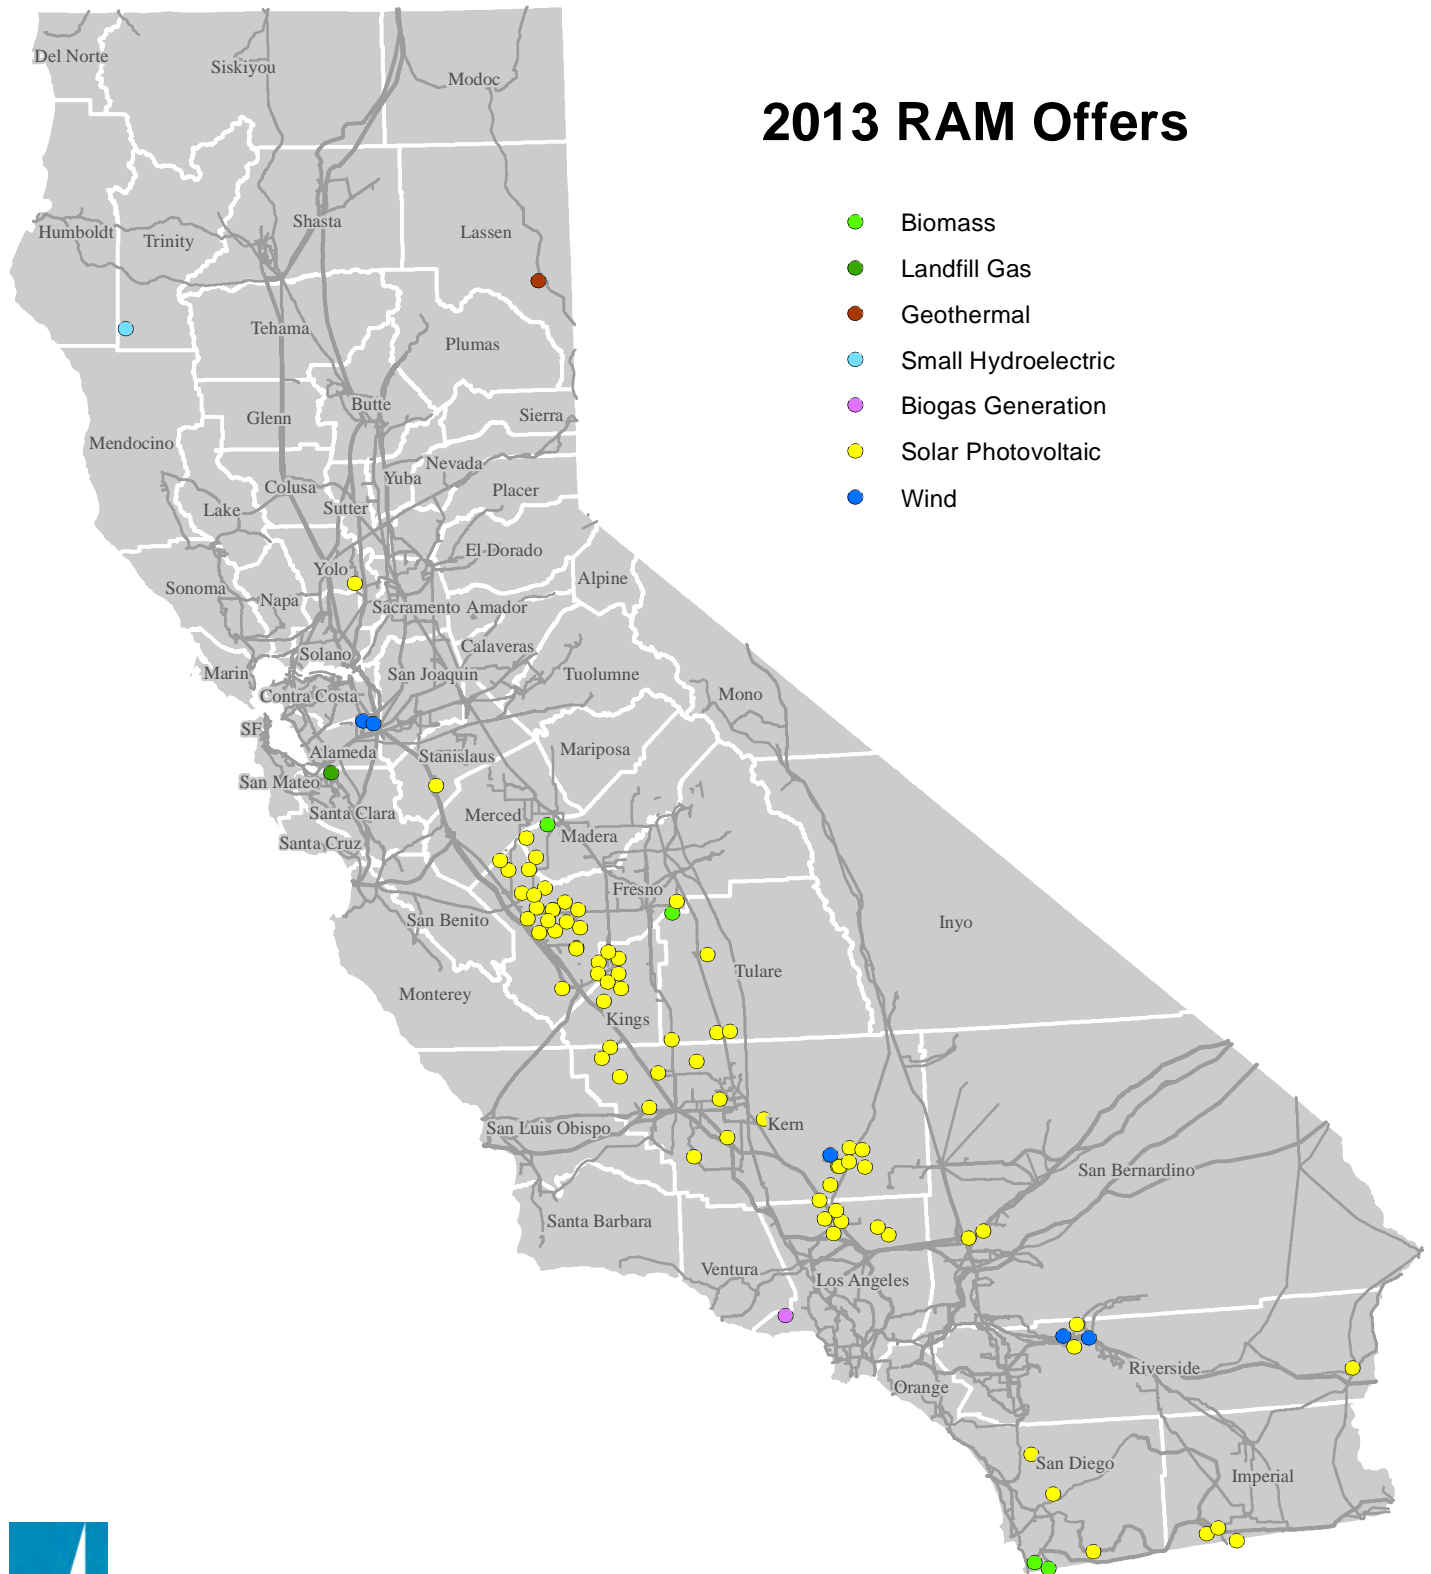 2013 RAM Offers
Biomass
Landfill Gas
Geothermal
Small Hydroelectric
Biogas Generation
Solar Photovoltaic
Wind
Del Norte
Siskiyou
Modoc
Humboldt
Trinity
Shasta
Lassen
Tehama
Plumas
Mendocino
Glenn
Butte
Sierra
Lake
Colusa
Sutter
Yuba
Nevada
Placer
Sonoma
Napa
Yolo
El Dorado
Alpine
Sacramento
Amador
Marin
Solano
Calaveras
San Joaquin
Tuolumne
Contra Costa
Mono
SF
Alameda
Stanislaus
Mariposa
San Mateo
Santa Clara
Merced
Madera
Santa Cruz
Fresno
San Benito
Inyo
Tulare
Monterey
Kings
San Luis Obispo
Kern
San Bernardino
Santa Barbara
Ventura
Los Angeles
Orange
Riverside
San Diego
Imperial